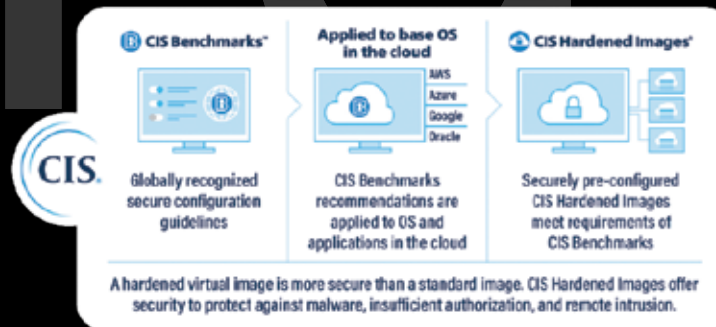 CIS.
CIS Benchmarks™
Globally recognized
secure configuration
guidelines
Applied to base OS
in the cloud
AWS
Azure
Google
Oracle
CIS Benchmarks
recommendations are
applied to OS and
applications in the cloud
CIS Hardened Images®
Securely pre-configured
CIS Hardened Images
meet requirements of
CIS Benchmarks
A hardened virtual image is more secure than a standard image. CIS Hardened Images offer
security to protect against malware, insufficient authorization, and remote intrusion.